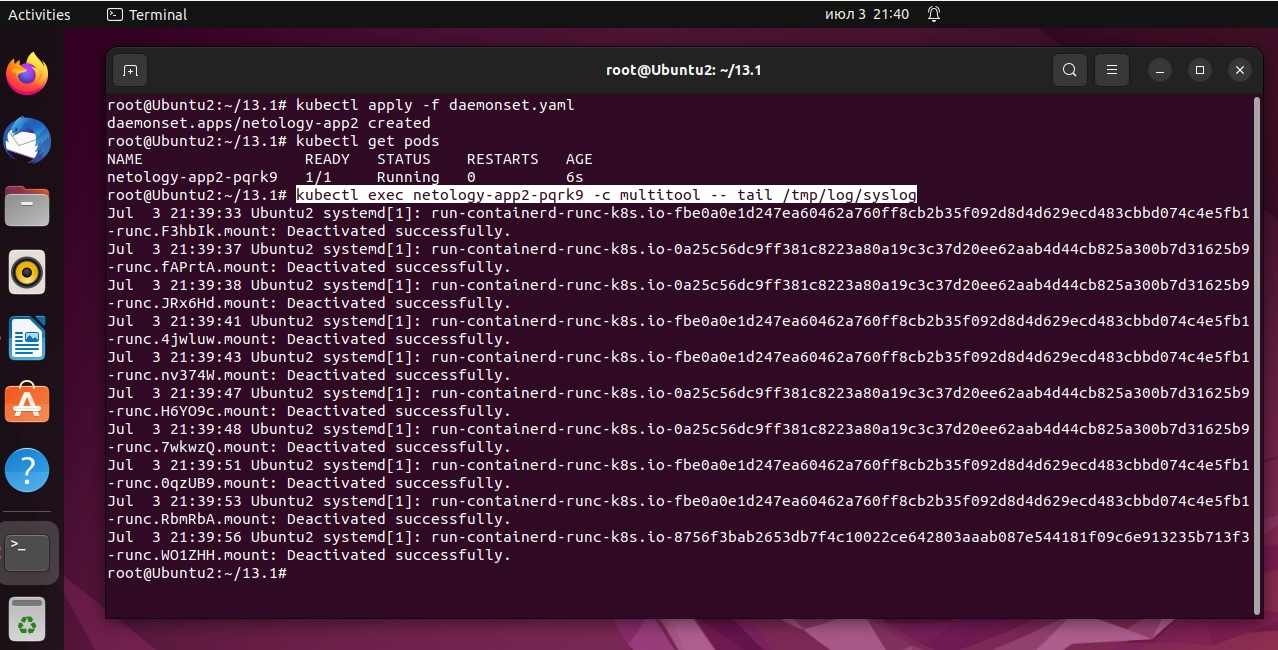 Activities
Terminal
июл 3 21:40
root@Ubuntu2: ~/13.1
root@Ubuntu2:~/13.1# kubectl apply -f daemonset.yaml
daemonset.apps/netology-app2 created
root@Ubuntu2:~/13.1# kubectl get pods
NAME READY STATUS RESTARTS AGE
netology-app2-pqrk9 1/1 Running 0 6s
root@Ubuntu2:~/13.1# kubectl exec netology-app2-pqrk9 -c multitool -- tail /tmp/log/syslog
Jul 3 21:39:33 Ubuntu2 systemd[1]: run-containerd-runc-k8s.io-fbe0a0e1d247ea60462a760ff8cb2b35f092d8d4d629ecd483cbbd074c4e5fb1
-runc.F3hbIk.mount: Deactivated successfully.
Jul 3 21:39:37 Ubuntu2 systemd[1]: run-containerd-runc-k8s.io-0a25c56dc9ff381c8223a80a19c3c37d20ee62aab4d44cb825a300b7d31625b9
-runc.fAPrtA.mount: Deactivated successfully.
Jul 3 21:39:38 Ubuntu2 systemd[1]: run-containerd-runc-k8s.io-0a25c56dc9ff381c8223a80a19c3c37d20ee62aab4d44cb825a300b7d31625b9
-runc.JRx6Hd.mount: Deactivated successfully.
Jul 3 21:39:41 Ubuntu2 systemd[1]: run-containerd-runc-k8s.io-fbe0a0e1d247ea60462a760ff8cb2b35f092d8d4d629ecd483cbbd074c4e5fb1
-runc.4jwluw.mount: Deactivated successfully.
Jul 3 21:39:43 Ubuntu2 systemd[1]: run-containerd-runc-k8s.io-fbe0a0e1d247ea60462a760ff8cb2b35f092d8d4d629ecd483cbbd074c4e5fb1
-runc.nv374W.mount: Deactivated successfully.
Jul 3 21:39:47 Ubuntu2 systemd[1]: run-containerd-runc-k8s.io-0a25c56dc9ff381c8223a80a19c3c37d20ee62aab4d44cb825a300b7d31625b9
-runc.H6YO9c.mount: Deactivated successfully.
Jul 3 21:39:48 Ubuntu2 systemd[1]: run-containerd-runc-k8s.io-0a25c56dc9ff381c8223a80a19c3c37d20ee62aab4d44cb825a300b7d31625b9
-runc.7wkwzQ.mount: Deactivated successfully.
Jul 3 21:39:51 Ubuntu2 systemd[1]: run-containerd-runc-k8s.io-fbe0a0e1d247ea60462a760ff8cb2b35f092d8d4d629ecd483cbbd074c4e5fb1
-runc.0qzUB9.mount: Deactivated successfully.
Jul 3 21:39:53 Ubuntu2 systemd[1]: run-containerd-runc-k8s.io-fbe0a0e1d247ea60462a760ff8cb2b35f092d8d4d629ecd483cbbd074c4e5fb1
-runc.RbmRbA.mount: Deactivated successfully.
Jul 3 21:39:56 Ubuntu2 systemd[1]: run-containerd-runc-k8s.io-8756f3bab2653db7f4c10022ce642803aaab087e544181f09c6e913235b713f3
-runc.WO1ZHH.mount: Deactivated successfully.
root@Ubuntu2:~/13.1#